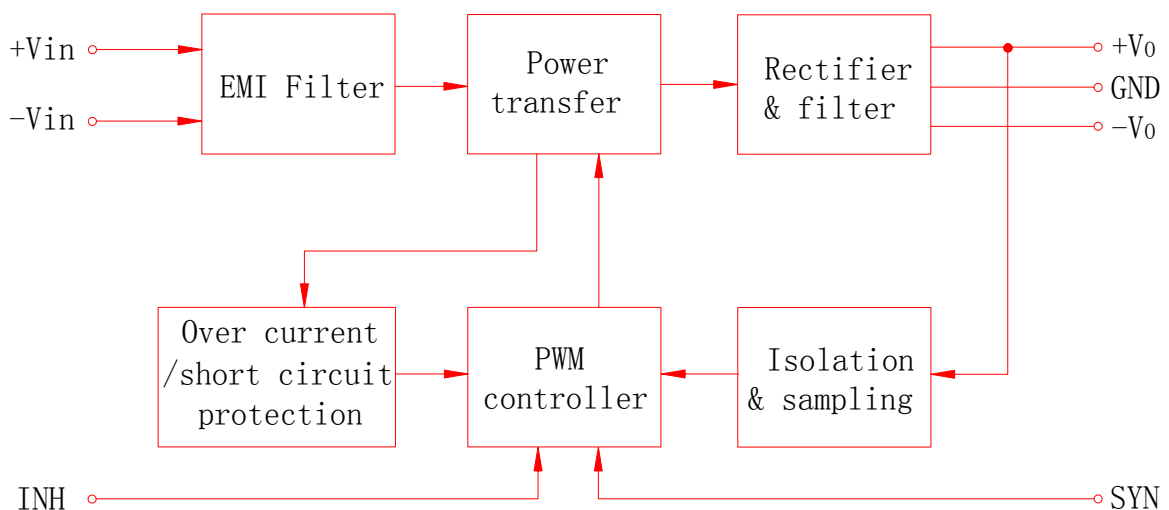 +Vin
-Vin
EMI Filter
Power
transfer
Rectifier
& filter
+V₀
GND
-V₀
Over current
/short circuit
protection
PWM
controller
Isolation
& sampling
INH
SYN